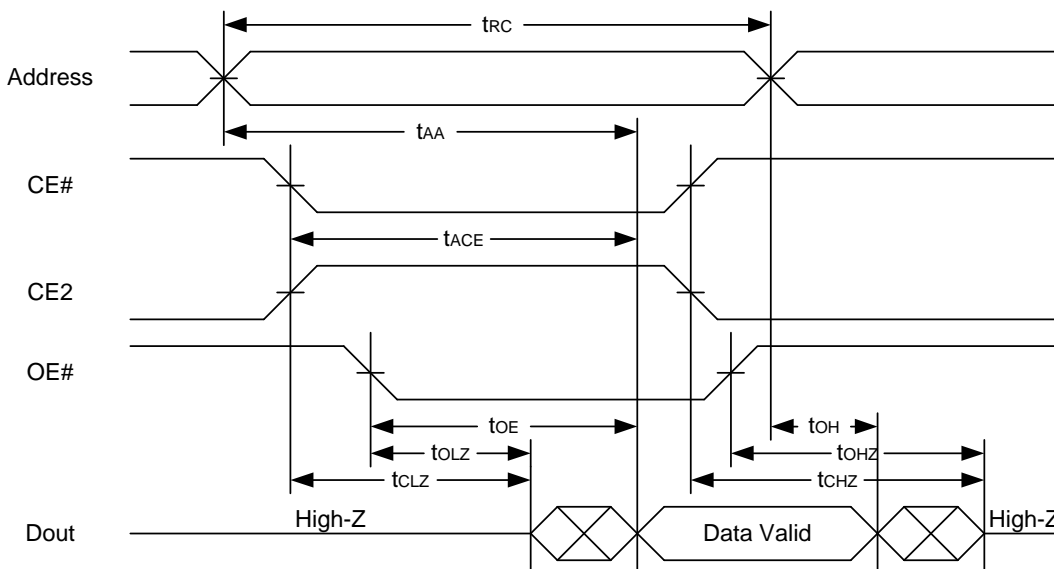 tRC
Address
tAA
CE#
tACE
CE2
OE#
tOE
tOH
tOLZ
tOHZ
tCLZ
tCHZ
High-Z
Data Valid
High-Z
Dout